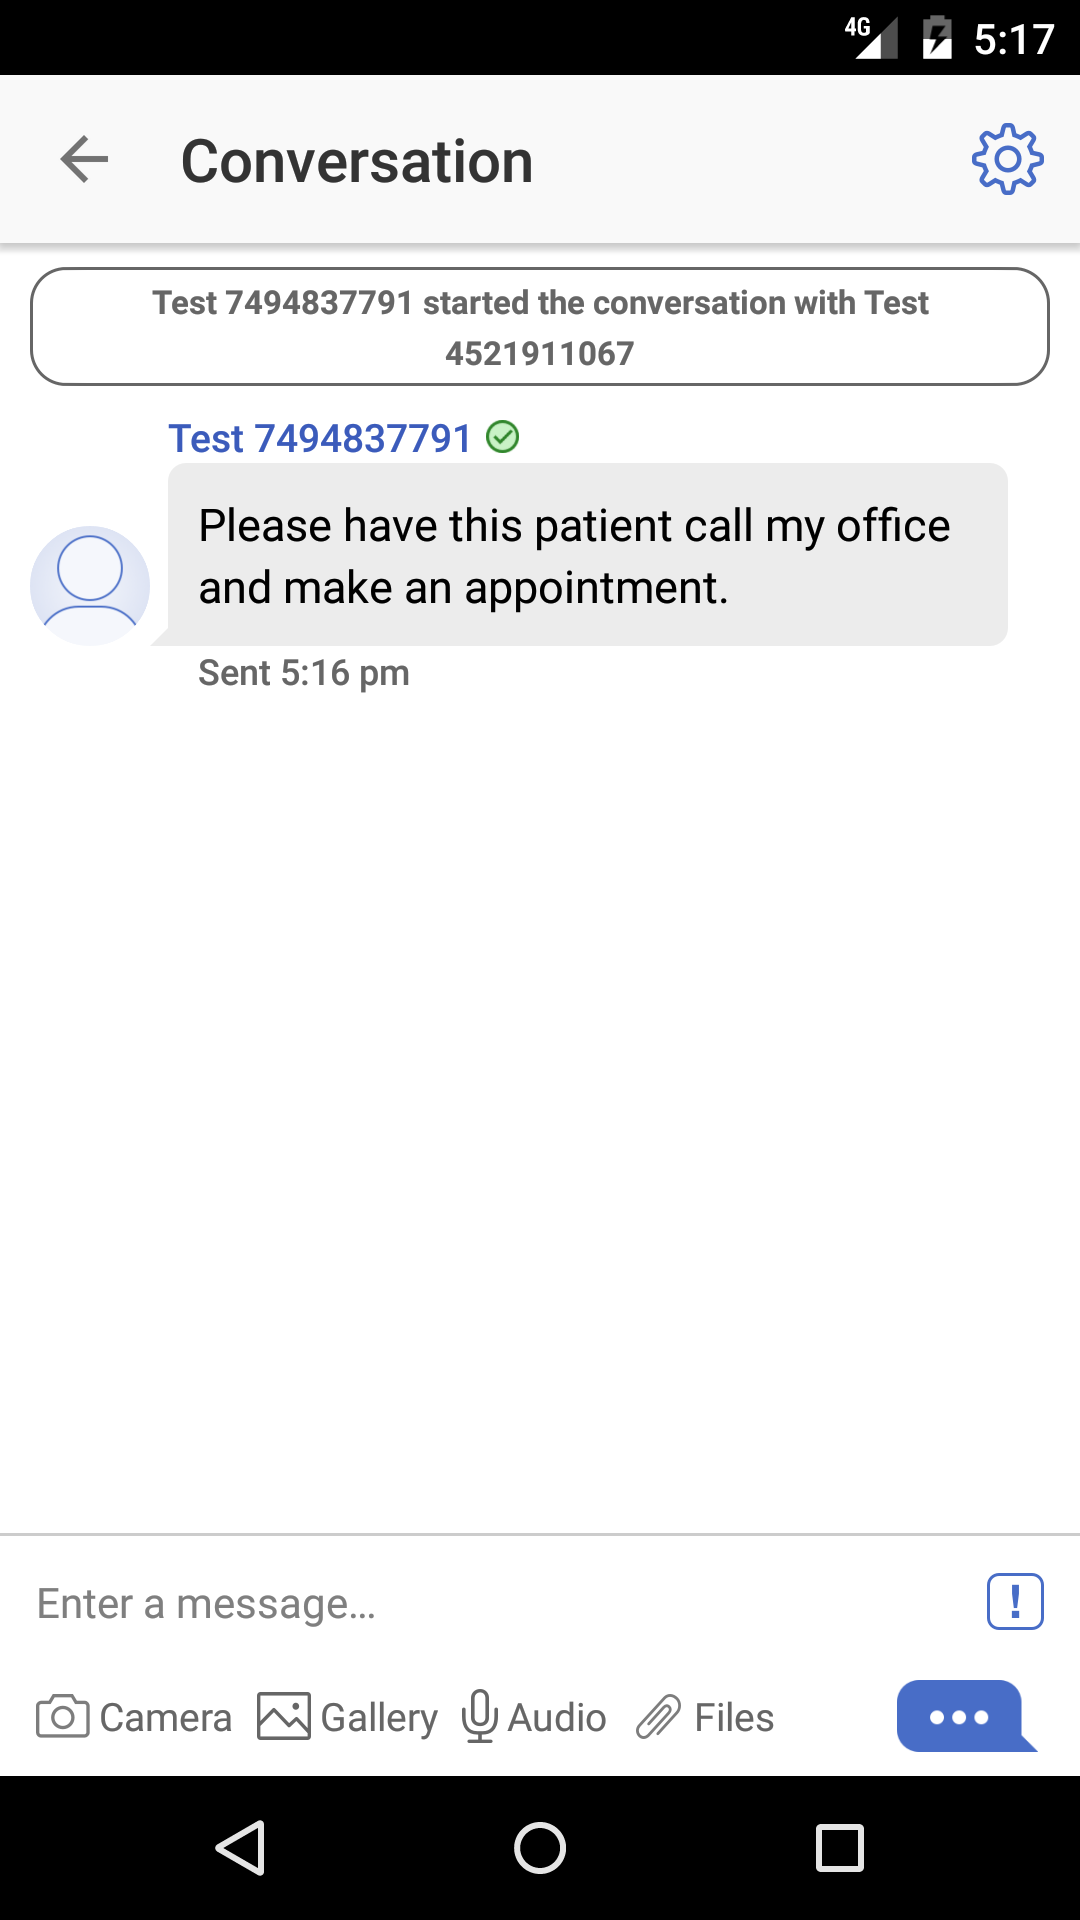 4G 5:17
Conversation
Test 7494837791 started the conversation with Test
4521911067
Test 7494837791
Please have this patient call my office
and make an appointment.
Sent 5:16 pm
Enter a message...
!
Camera Gallery Audio Files